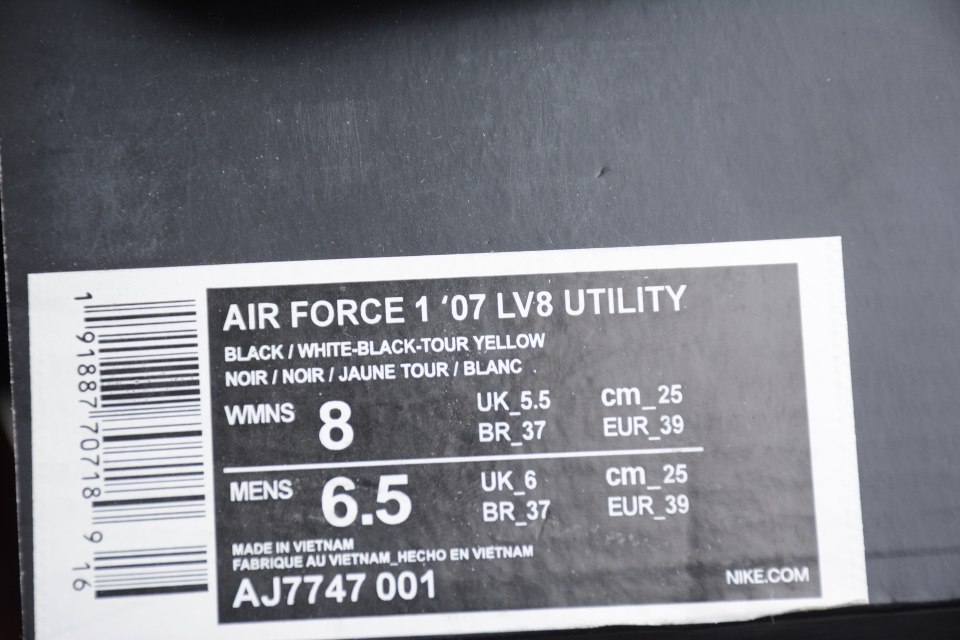 AIR FORCE 1 ‘07 LV8 UTILITY
BLACK / WHITE-BLACK-TOUR YELLOW
NOIR / NOIR / JAUNE TOUR / BLANC
WMNS 8 UK_5.5 cm_25
BR_37 EUR_39
MENS 6.5 UK_6 cm_25
BR_37 EUR_39
MADE IN VIETNAM
FABRIQUE AU VIETNAM_HECHO EN VIETNAM
AJ7747 001
NIKE.COM
1 91887 70718 9 16